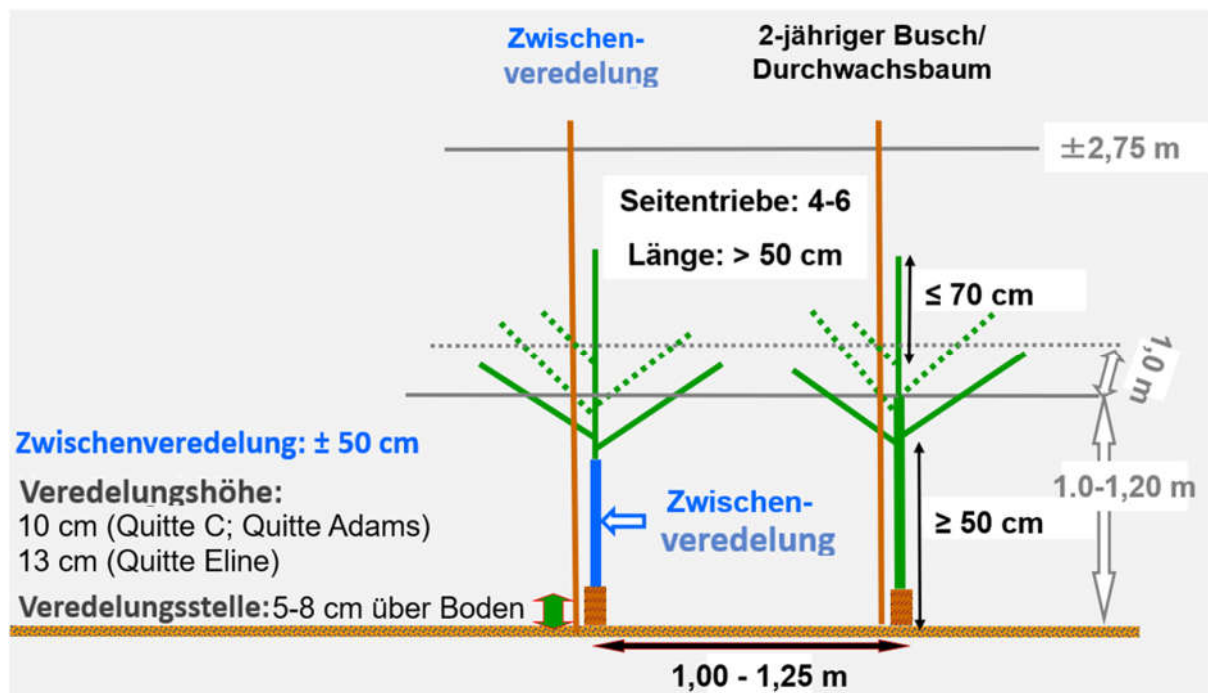 Zwischen-
veredelung
2-jähriger Busch/
Durchwachsbaum
±2,75 m
Seitentriebe: 4-6
Länge: > 50 cm
≤ 70 cm
1,0 m
Zwischenveredelung: ± 50 cm
Veredelungshöhe:
10 cm (Quitte C; Quitte Adams)
13 cm (Quitte Eline)
Zwischen-
veredelung
≥ 50 cm
1.0-1,20 m
Veredelungsstelle: 5-8 cm über Boden
1,00 - 1,25 m